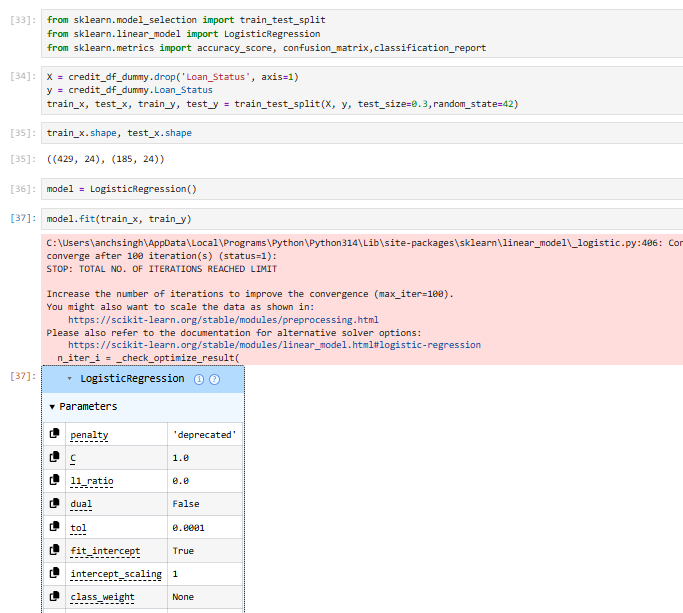 [33]: from sklearn.model_selection import train_test_split
from sklearn.linear_model import LogisticRegression
from sklearn.metrics import accuracy_score, confusion_matrix,classification_report
[34]: X = credit_df_dummy.drop('Loan_Status', axis=1)
y = credit_df_dummy.Loan_Status
train_x, test_x, train_y, test_y = train_test_split(X, y, test_size=0.3,random_state=42)
[35]: train_x.shape, test_x.shape
[35]: ((429, 24), (185, 24))
[36]: model = LogisticRegression()
[37]: model.fit(train_x, train_y)
C:\Users\anchsingh\AppData\Local\Programs\Python\Python314\Lib\site-packages\sklearn\linear_model\_logistic.py:406: Con
converge after 100 iteration(s) (status=1):
STOP: TOTAL NO. OF ITERATIONS REACHED LIMIT
Increase the number of iterations to improve the convergence (max_iter=100).
You might also want to scale the data as shown in:
https://scikit-learn.org/stable/modules/preprocessing.html
Please also refer to the documentation for alternative solver options:
https://scikit-learn.org/stable/modules/linear_model.html#logistic-regression
n_iter_i = _check_optimize_result(
[37]: ▾ LogisticRegression i ?
▼ Parameters
penalty 'deprecated'
C 1.0
l1_ratio 0.0
dual False
tol 0.0001
fit_intercept True
intercept_scaling 1
class_weight None